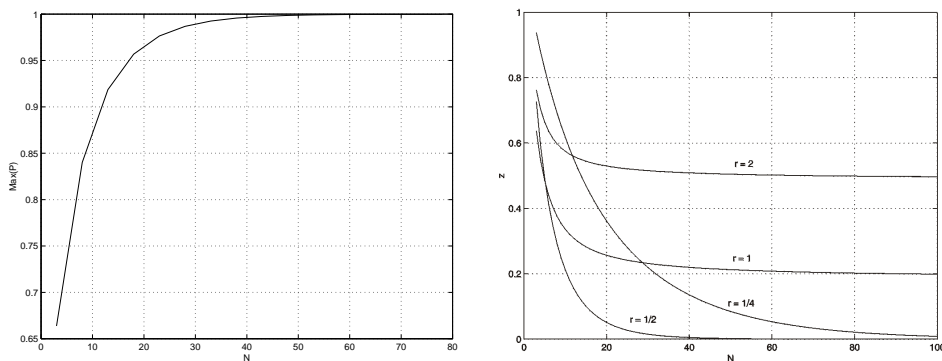 1
0.95
0.9
0.85
0.8
0.75
0.7
0.65
Max(P)
0 10 20 30 40 50 60 70 80
N
1
0.8
0.6
0.4
0.2
0
z
r = 2
r = 1
r = 1/4
r = 1/2
0 20 40 60 80 100
N